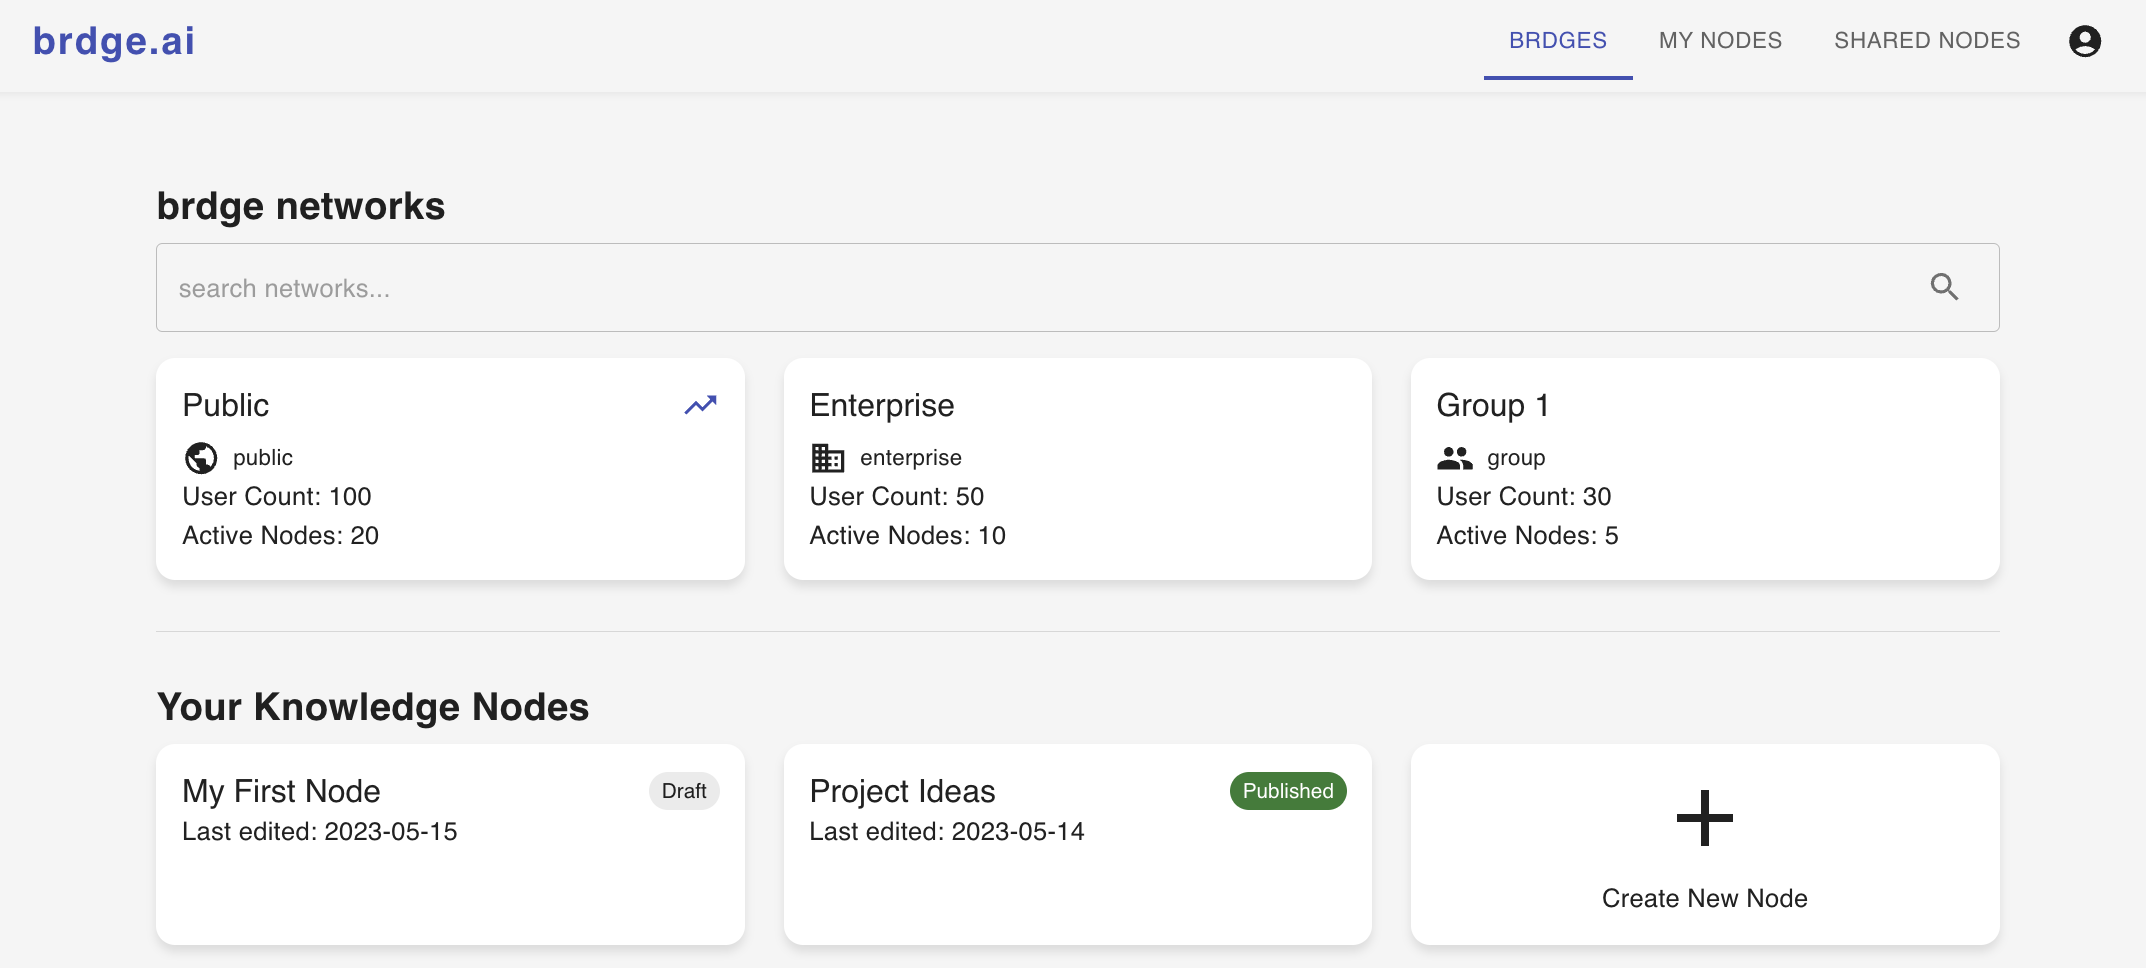 brdge.ai
BRDGES
MY NODES
SHARED NODES
brdge networks
search networks...
Public
public
User Count: 100
Active Nodes: 20
Enterprise
enterprise
User Count: 50
Active Nodes: 10
Group 1
group
User Count: 30
Active Nodes: 5
Your Knowledge Nodes
My First Node
Draft
Last edited: 2023-05-15
Project Ideas
Published
Last edited: 2023-05-14
Create New Node